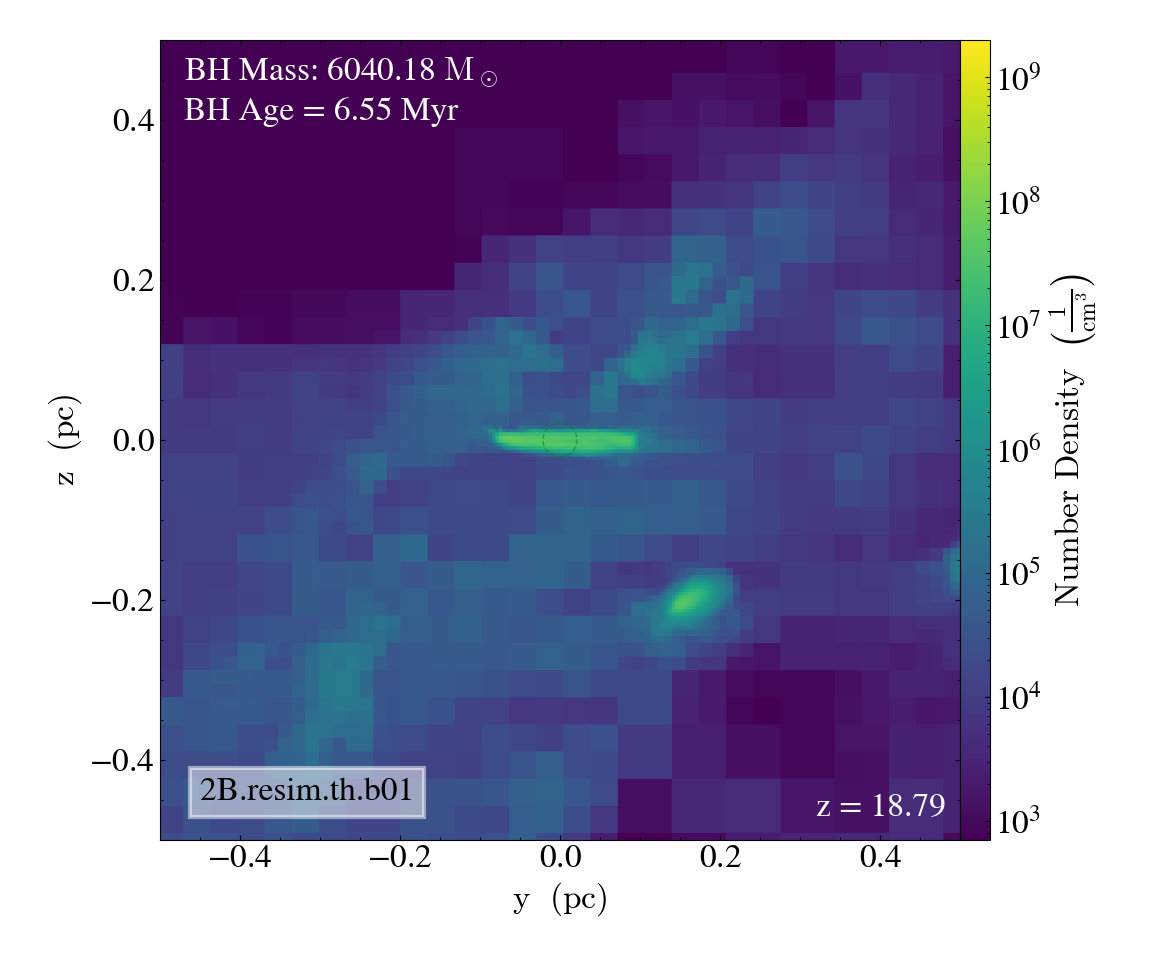 BH Mass: 6040.18 M⊙
BH Age = 6.55 Myr
0.4
0.2
0.0
−0.2
−0.4
z (pc)
2B.resim.th.b01
z = 18.79
−0.4 −0.2 0.0 0.2 0.4
y (pc)
10⁹
10⁸
10⁷
10⁶
10⁵
10⁴
10³
Number Density (1/cm³)